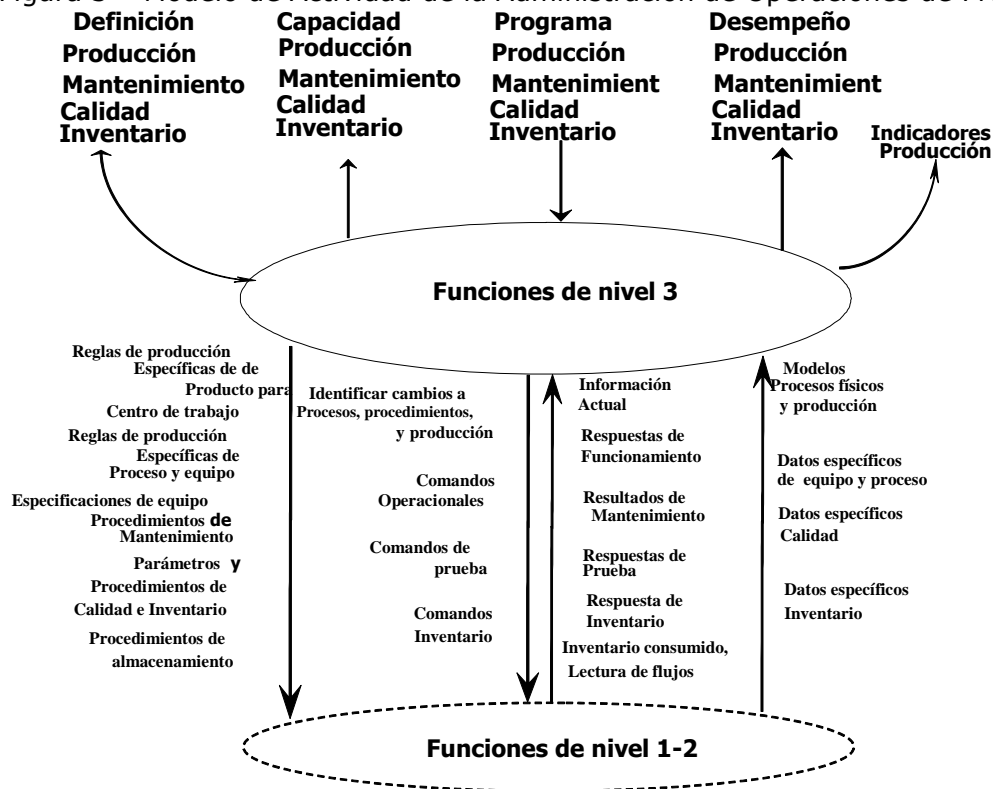 Definición
Producción
Mantenimiento
Calidad
Inventario
Capacidad
Producción
Mantenimiento
Calidad
Inventario
Programa
Producción
Mantenimient
Calidad
Inventario
Desempeño
Producción
Mantenimient
Calidad
Inventario
Indicadores
Producción
Funciones de nivel 3
Reglas de producción
Específicas de de
Producto para
Centro de trabajo
Reglas de producción
Específicas de
Proceso y equipo
Especificaciones de equipo
Procedimientos de
Mantenimiento
Parámetros y
Procedimientos de
Calidad e Inventario
Procedimientos de
almacenamiento
Identificar cambios a
Procesos, procedimientos,
y producción
Comandos
Operacionales
Comandos de
prueba
Comandos
Inventario
Información
Actual
Respuestas de
Funcionamiento
Resultados de
Mantenimiento
Respuestas de
Prueba
Respuesta de
Inventario
Inventario consumido,
Lectura de flujos
Modelos
Procesos físicos
y producción
Datos específicos
de equipo y proceso
Datos específicos
Calidad
Datos específicos
Inventario
Funciones de nivel 1-2